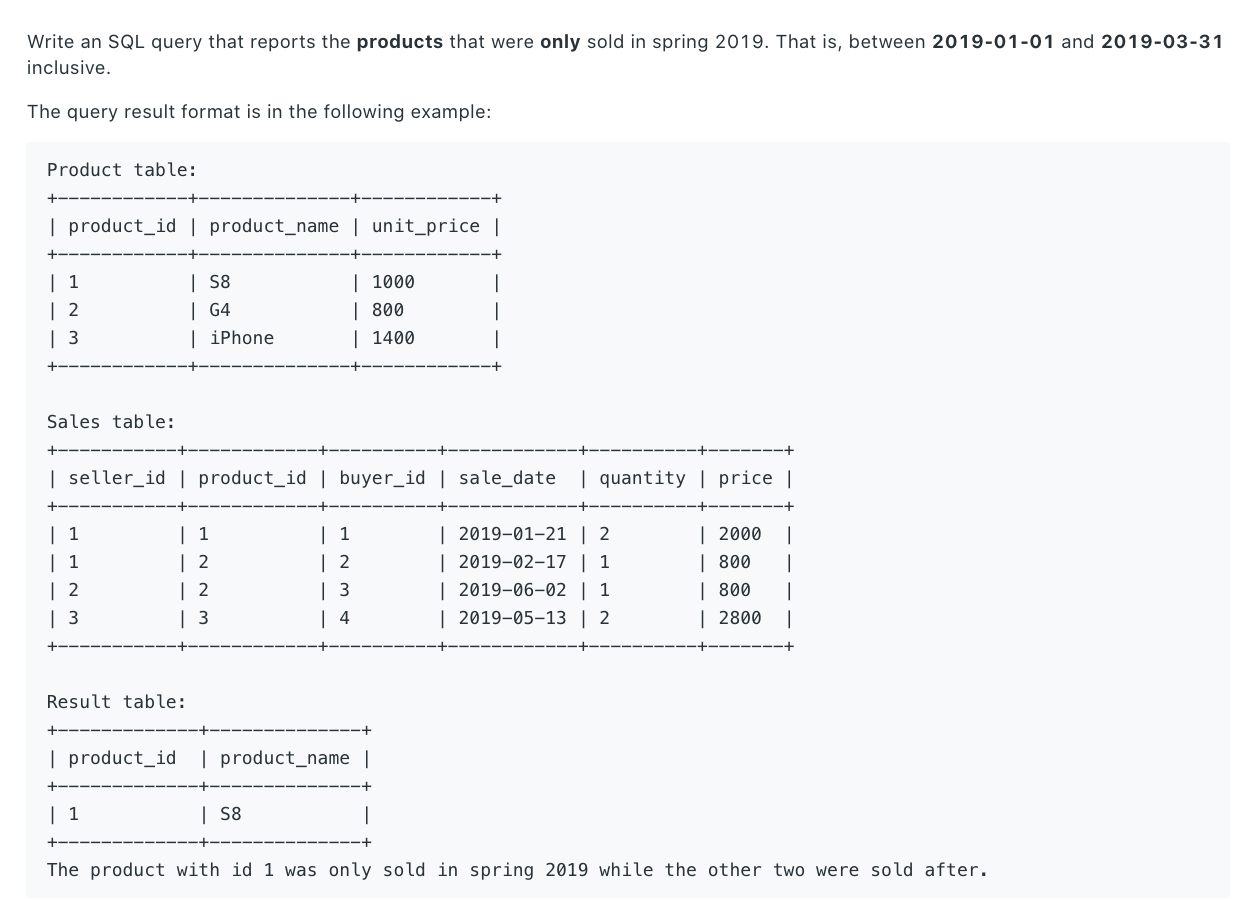 Write an SQL query that reports the products that were only sold in spring 2019. That is, between 2019-01-01 and 2019-03-31
inclusive.
The query result format is in the following example:
Product table:
+------------+--------------+------------+
| product_id | product_name | unit_price |
+------------+--------------+------------+
| 1          | S8           | 1000       |
| 2          | G4           | 800        |
| 3          | iPhone       | 1400       |
+------------+--------------+------------+
Sales table:
+-----------+------------+----------+------------+----------+-------+
| seller_id | product_id | buyer_id | sale_date  | quantity | price |
+-----------+------------+----------+------------+----------+-------+
| 1         | 1          | 1        | 2019-01-21 | 2        | 2000  |
| 1         | 2          | 2        | 2019-02-17 | 1        | 800   |
| 2         | 2          | 3        | 2019-06-02 | 1        | 800   |
| 3         | 3          | 4        | 2019-05-13 | 2        | 2800  |
+-----------+------------+----------+------------+----------+-------+
Result table:
+-------------+--------------+
| product_id  | product_name |
+-------------+--------------+
| 1           | S8           |
+-------------+--------------+
The product with id 1 was only sold in spring 2019 while the other two were sold after.